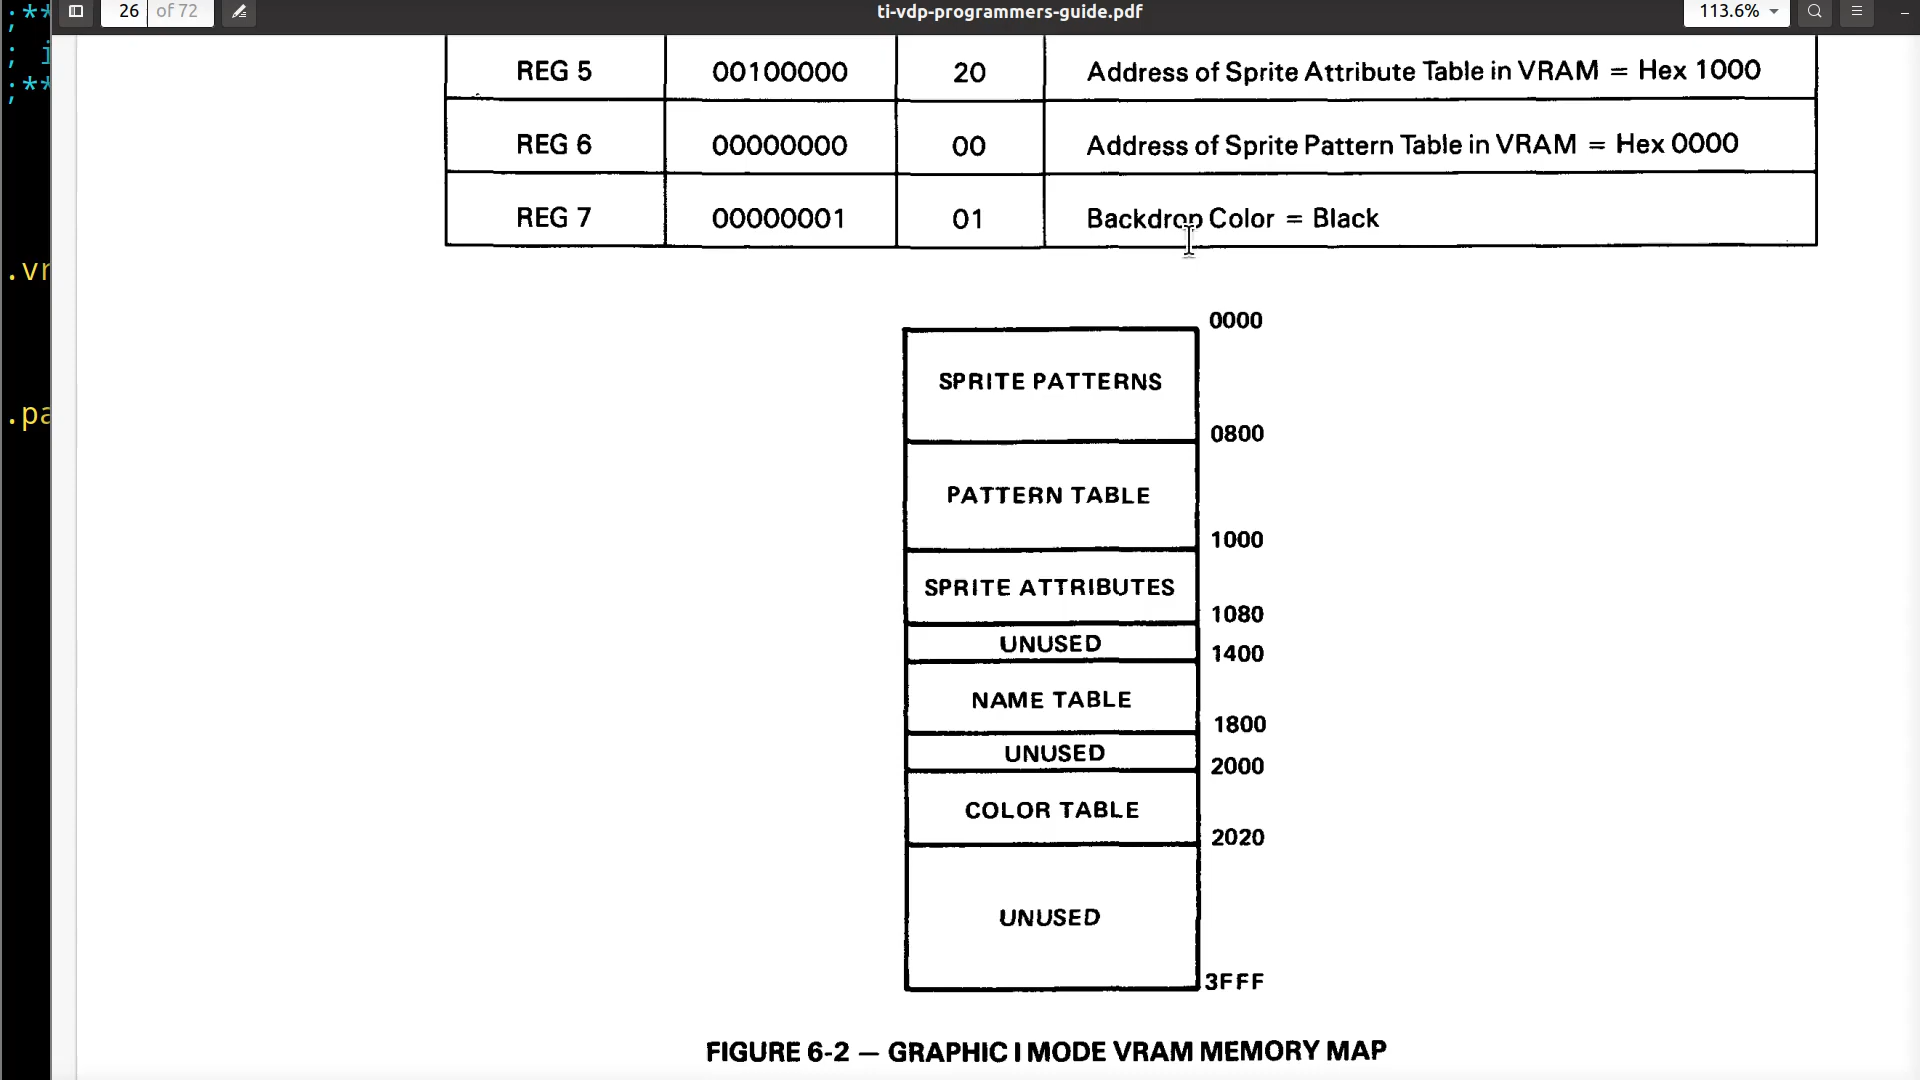 26 of 72
ti-vdp-programmers-guide.pdf
113.6%
;**
; i
;**
.vr
.pa
REG 5 00100000 20 Address of Sprite Attribute Table in VRAM = Hex 1000
REG 6 00000000 00 Address of Sprite Pattern Table in VRAM = Hex 0000
REG 7 00000001 01 Backdrop Color = Black
0000
SPRITE PATTERNS
0800
PATTERN TABLE
1000
SPRITE ATTRIBUTES
1080
UNUSED
1400
NAME TABLE
1800
UNUSED
2000
COLOR TABLE
2020
UNUSED
3FFF
FIGURE 6-2 — GRAPHIC I MODE VRAM MEMORY MAP